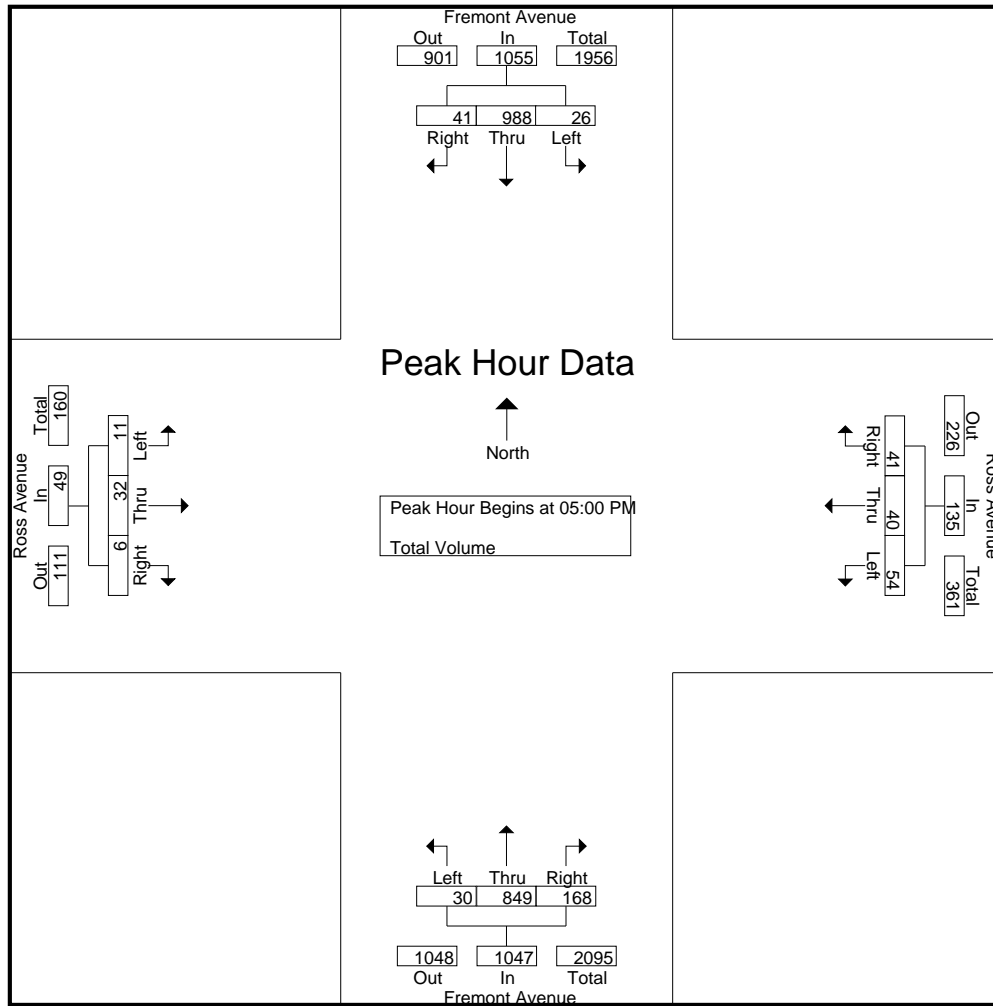 Fremont Avenue
Out In Total
901 1055 1956
41 988 26
Right Thru Left
Peak Hour Data
North
Peak Hour Begins at 05:00 PM
Total Volume
Ross Avenue
Out In Total
111 49 160
Right Thru Left
6 32 11
Ross Avenue
Out In Total
226 135 361
41 40 54
Right Thru Left
Left Thru Right
30 849 168
1048 1047 2095
Out In Total
Fremont Avenue